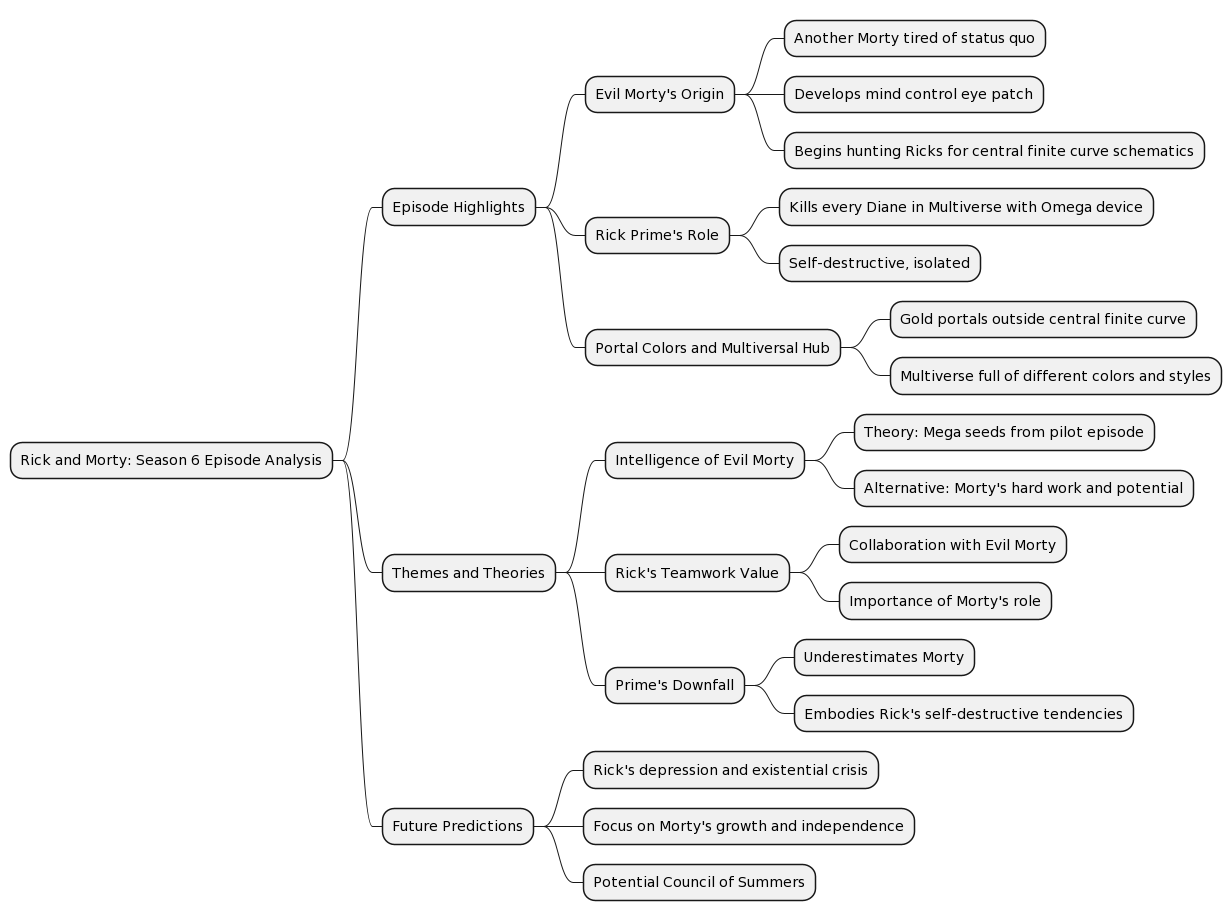 Rick and Morty: Season 6 Episode Analysis
Episode Highlights
Evil Morty's Origin
Another Morty tired of status quo
Develops mind control eye patch
Begins hunting Ricks for central finite curve schematics
Rick Prime's Role
Kills every Diane in Multiverse with Omega device
Self-destructive, isolated
Portal Colors and Multiversal Hub
Gold portals outside central finite curve
Multiverse full of different colors and styles
Themes and Theories
Intelligence of Evil Morty
Theory: Mega seeds from pilot episode
Alternative: Morty's hard work and potential
Rick's Teamwork Value
Collaboration with Evil Morty
Importance of Morty's role
Prime's Downfall
Underestimates Morty
Embodies Rick's self-destructive tendencies
Future Predictions
Rick's depression and existential crisis
Focus on Morty's growth and independence
Potential Council of Summers